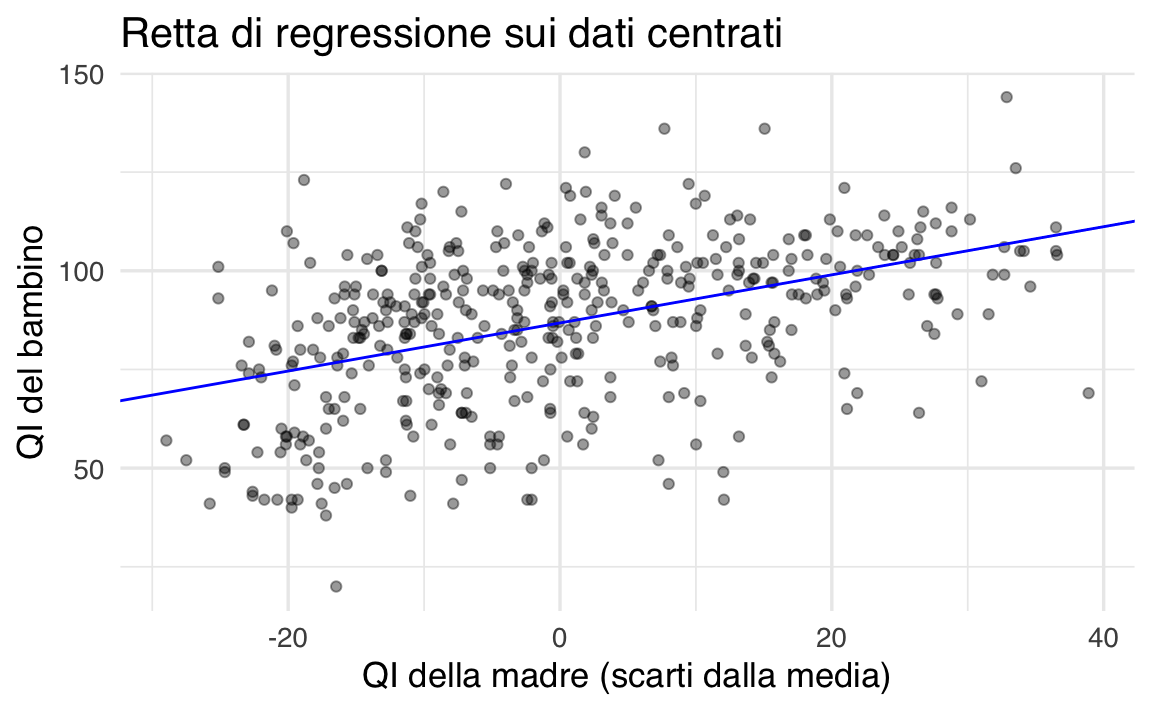 Retta di regressione sui dati centrati
150
100
50
QI del bambino
-20
0
20
40
QI della madre (scarti dalla media)